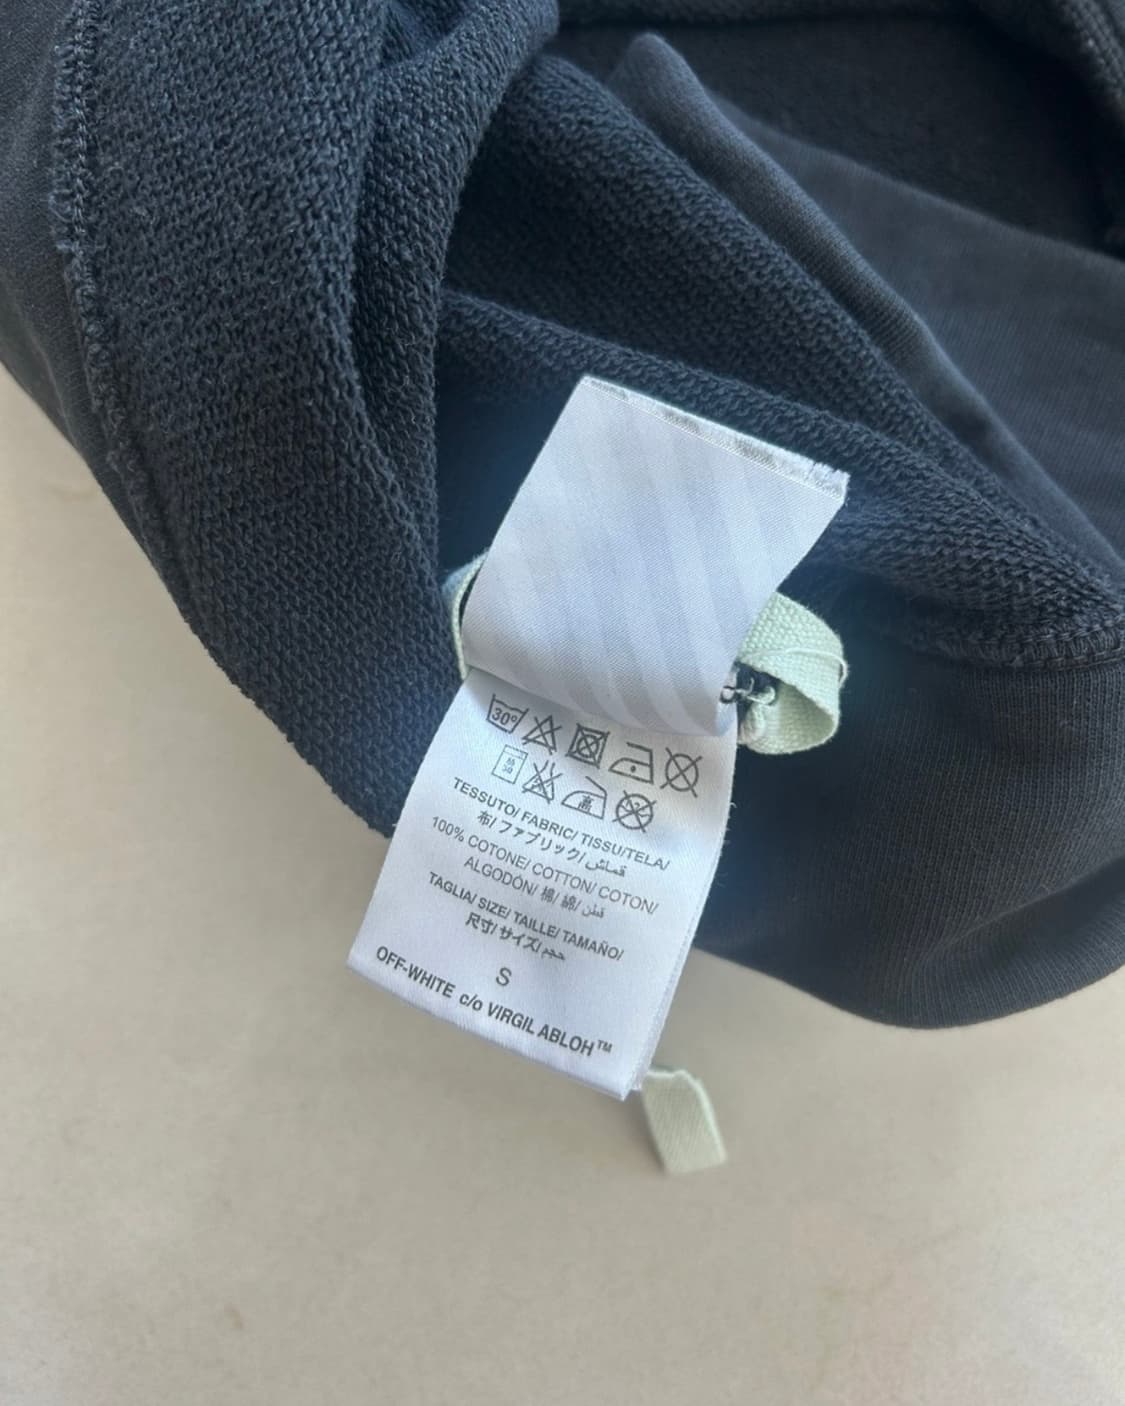 30°
TESSUTO/ FABRIC/ TISSU/TELA/
布/ ファブリック/ قماش/
100% COTONE/ COTTON/ COTON/
ALGODÓN/ 棉/ 綿/ قطن/
TAGLIA/ SIZE/ TAILLE/ TAMAÑO/
尺寸/ サイズ/ حجم
S
OFF-WHITE c/o VIRGIL ABLOH™